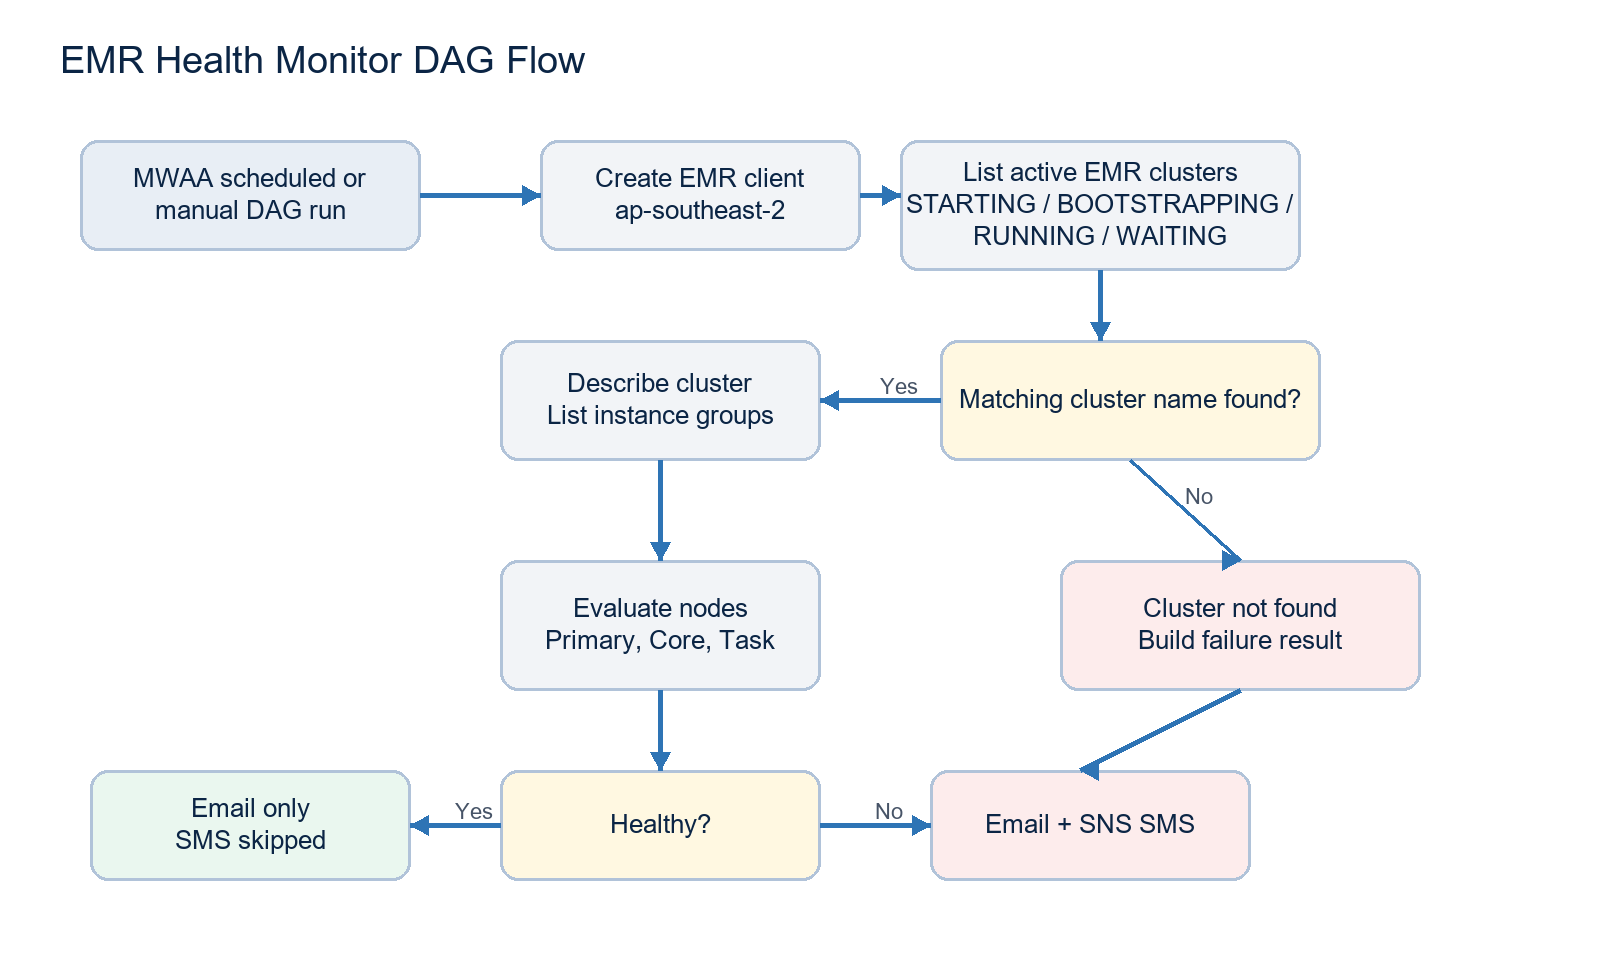 EMR Health Monitor DAG Flow
MWAA scheduled or
manual DAG run
Create EMR client
ap-southeast-2
List active EMR clusters
STARTING / BOOTSTRAPPING /
RUNNING / WAITING
Matching cluster name found?
Yes
Describe cluster
List instance groups
No
Evaluate nodes
Primary, Core, Task
Cluster not found
Build failure result
Healthy?
Yes
Email only
SMS skipped
No
Email + SNS SMS